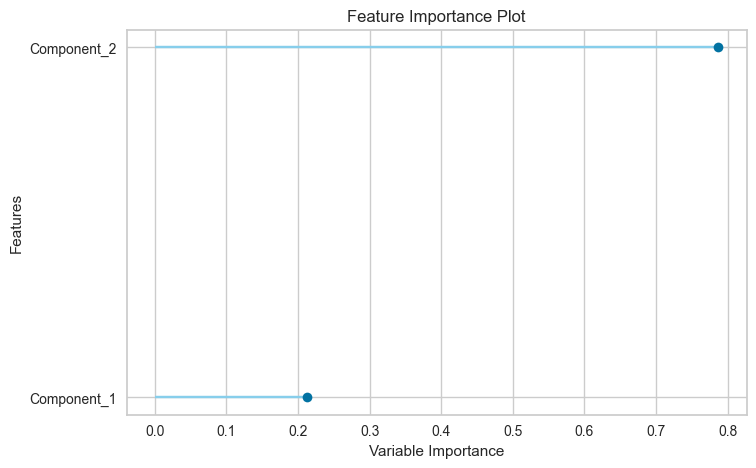 Feature Importance Plot
Component_2
Features
Component_1
0.0 0.1 0.2 0.3 0.4 0.5 0.6 0.7 0.8
Variable Importance